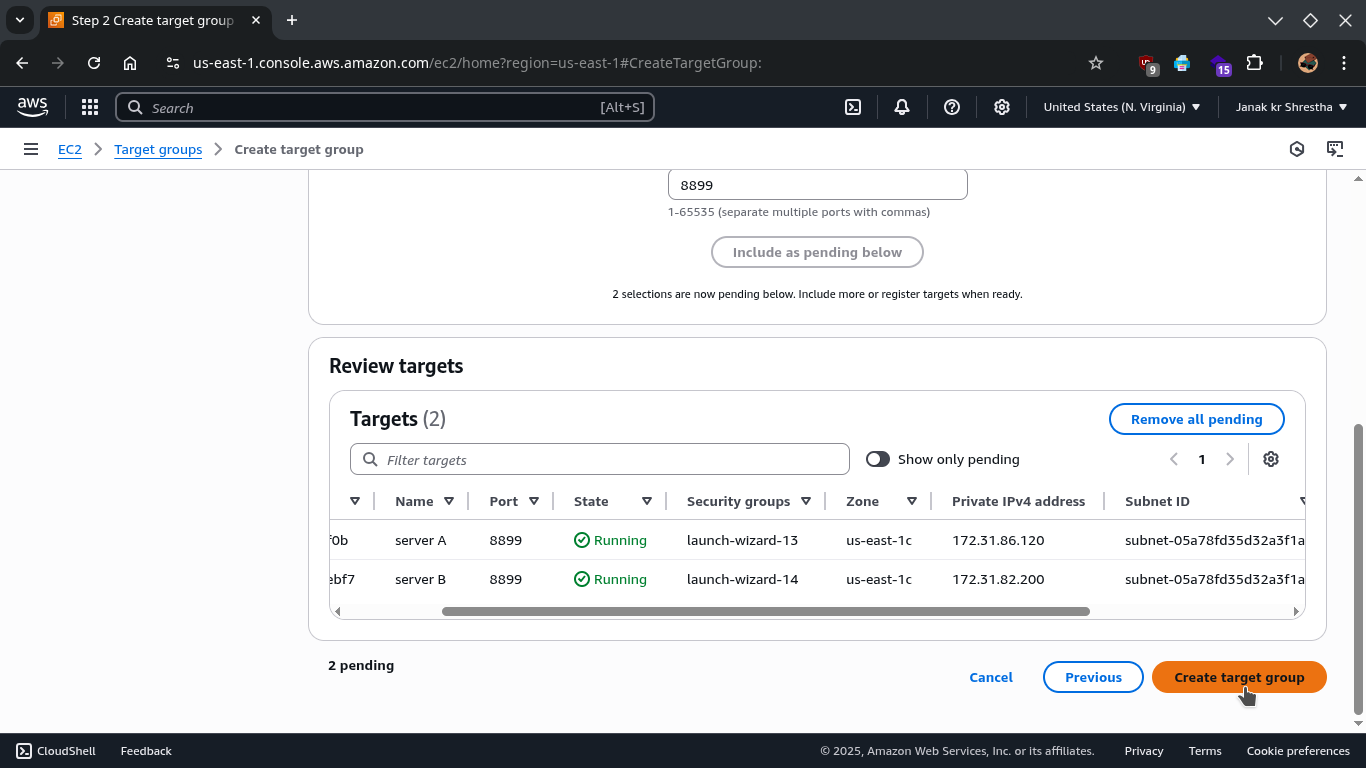 Step 2 Create target group
us-east-1.console.aws.amazon.com/ec2/home?region=us-east-1#CreateTargetGroup:
9
15
aws
Search
[Alt+S]
United States (N. Virginia)
Janak kr Shrestha
EC2
Target groups
Create target group
8899
1-65535 (separate multiple ports with commas)
Include as pending below
2 selections are now pending below. Include more or register targets when ready.
Review targets
Targets (2)
Remove all pending
Filter targets
Show only pending
1
Name Port State Security groups Zone Private IPv4 address Subnet ID
f0b server A 8899 Running launch-wizard-13 us-east-1c 172.31.86.120 subnet-05a78fd35d32a3f1a
ebf7 server B 8899 Running launch-wizard-14 us-east-1c 172.31.82.200 subnet-05a78fd35d32a3f1a
2 pending
Cancel
Previous
Create target group
CloudShell
Feedback
© 2025, Amazon Web Services, Inc. or its affiliates.
Privacy
Terms
Cookie preferences